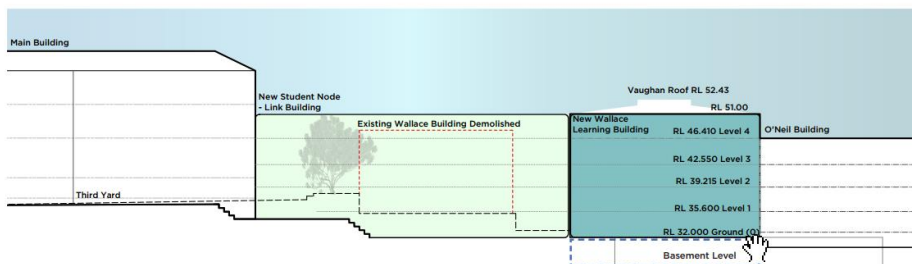 Main Building
Vaughan Roof RL 52.43
New Student Node
- Link Building
RL 51.00
Existing Wallace Building Demolished
New Wallace
Learning Building
RL 46.410 Level 4
O'Neil Building
RL 42.550 Level 3
RL 39.215 Level 2
Third Yard
RL 35.600 Level 1
RL 32.000 Ground (0)
Basement Level